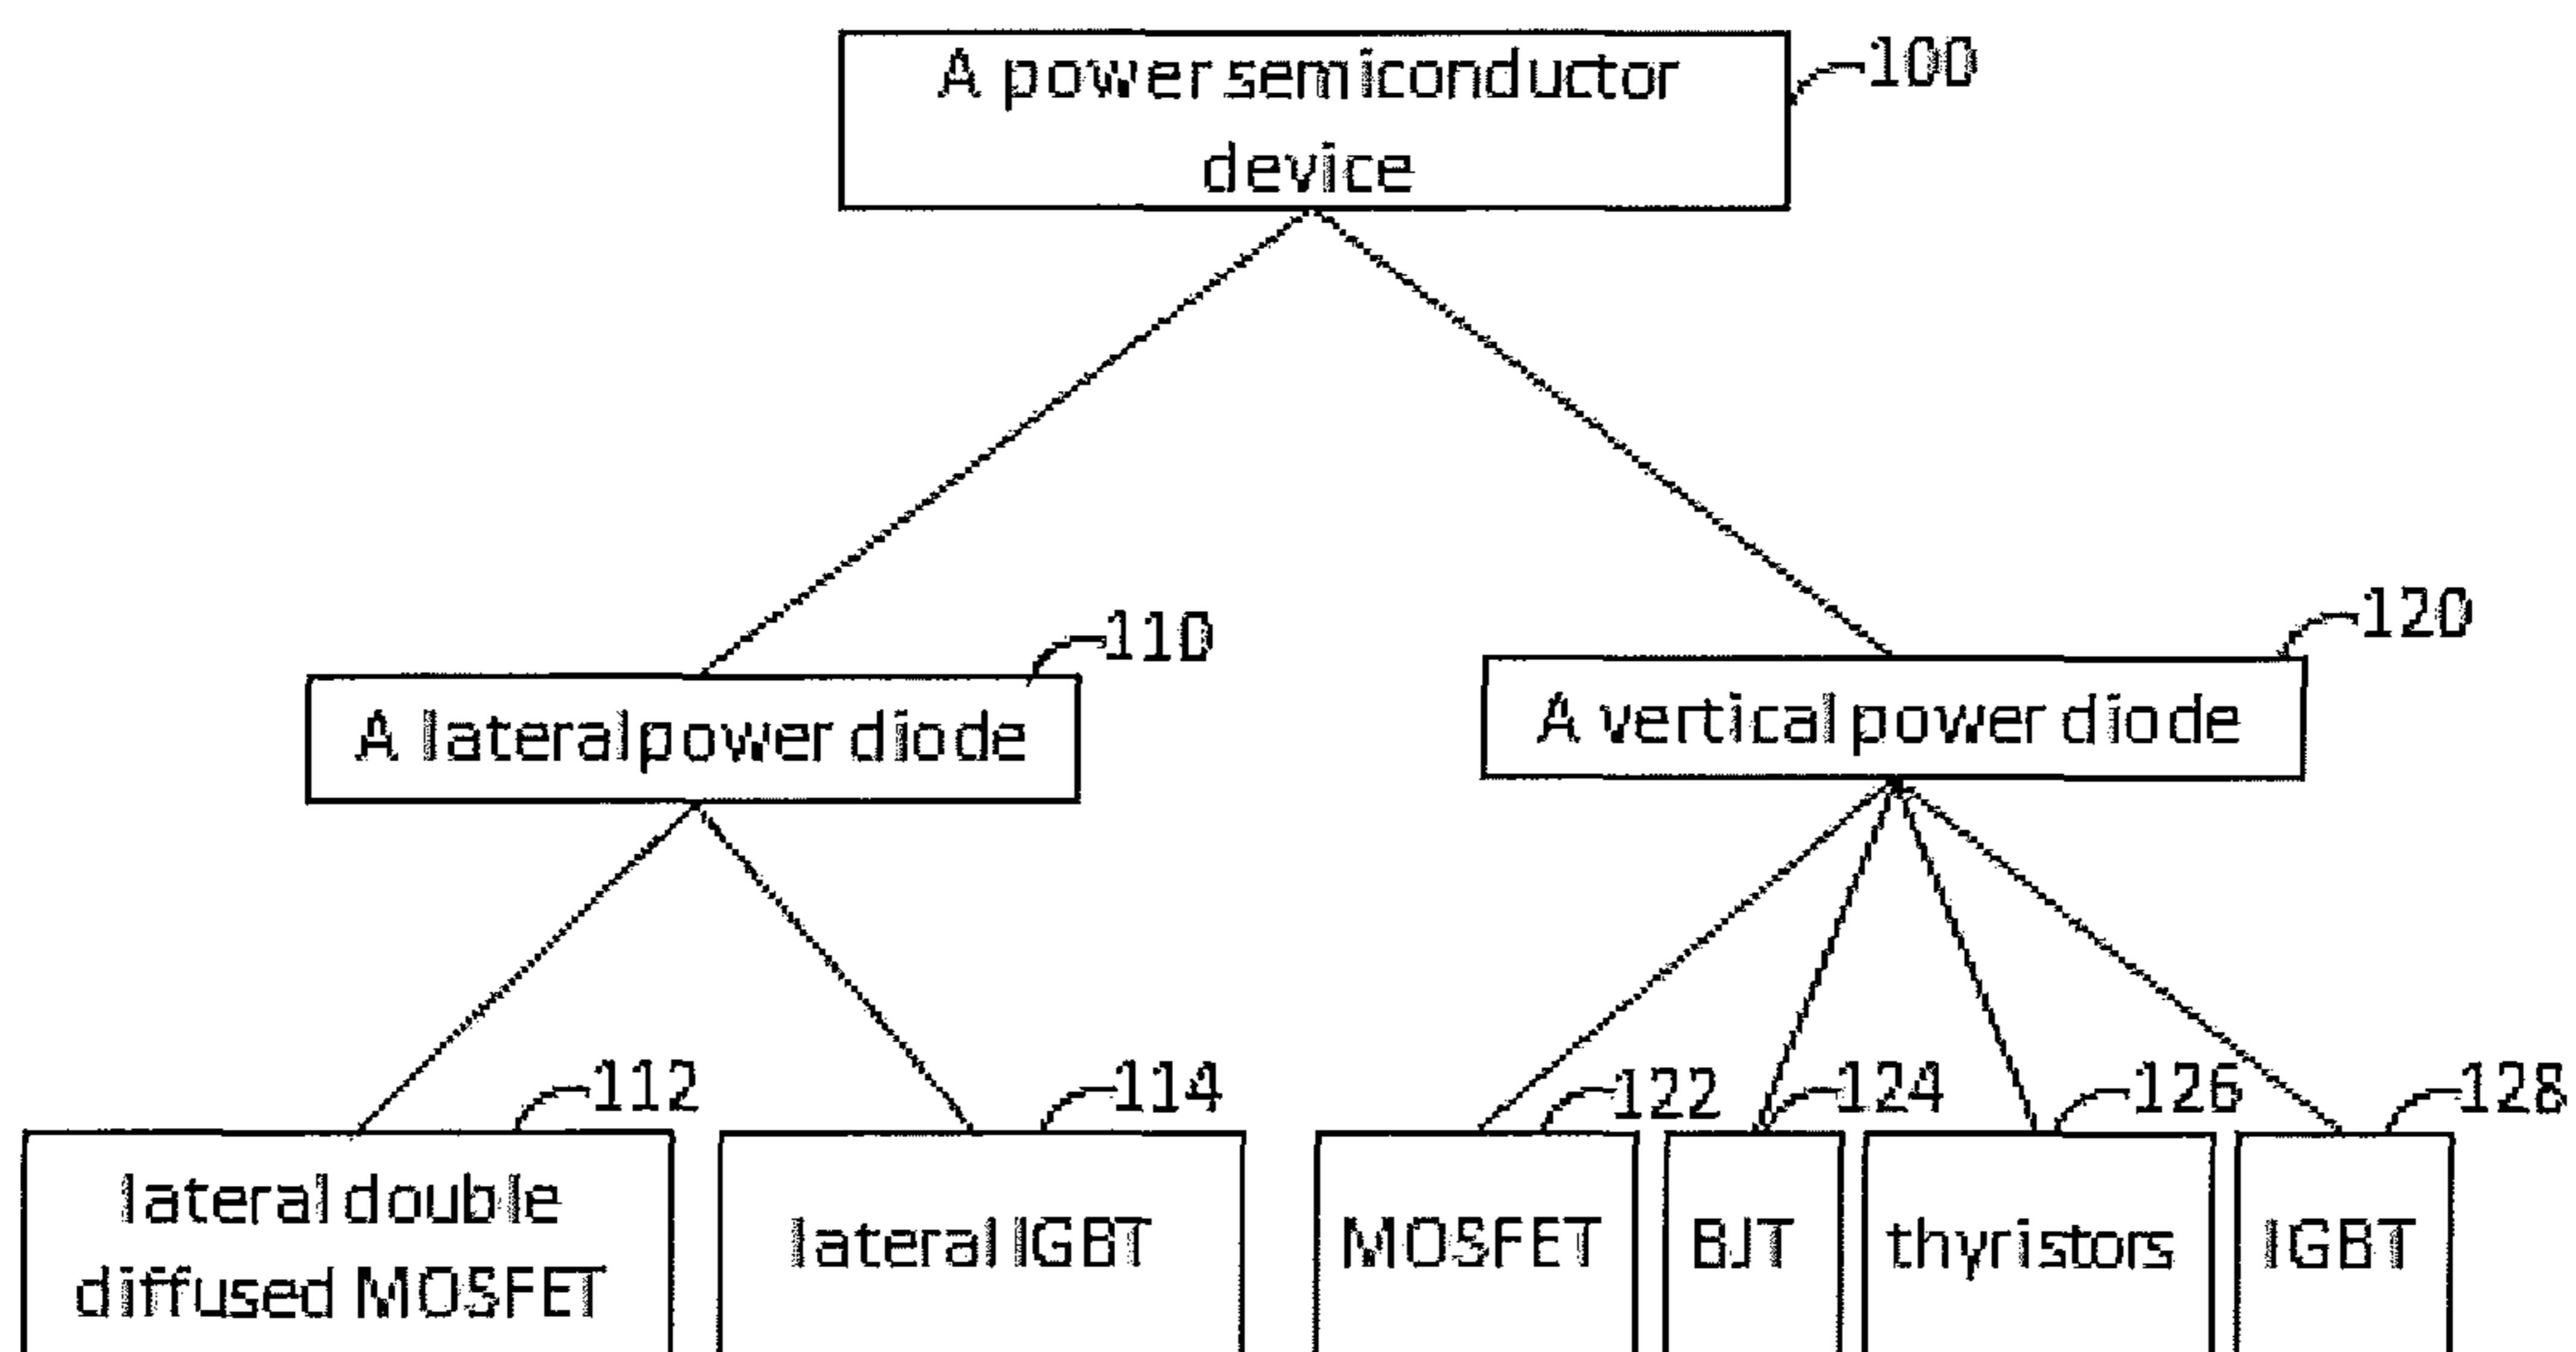 A power semiconductor
device
100
110
120
A lateral power diode
A vertical power diode
112
114
122
124
126
128
lateral double
diffused MOSFET
lateral IGBT
MOSFET
BJT
thyristors
IGBT